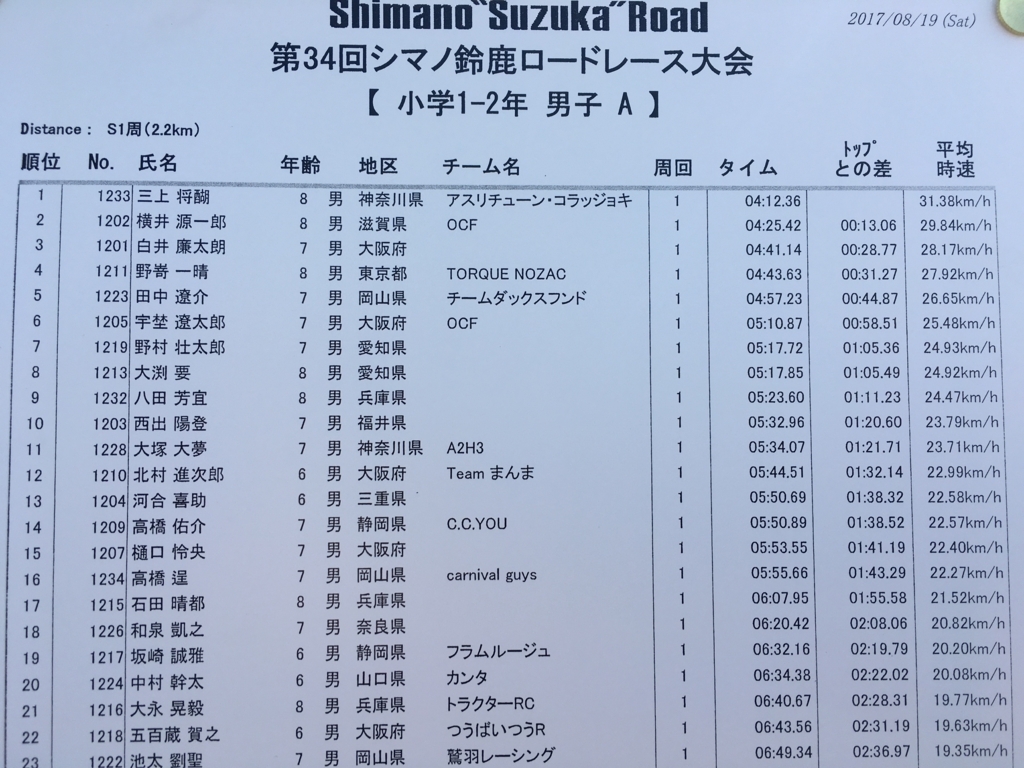 Shimano "Suzuka" Road
2017/08/19 (Sat)
第34回シマノ鈴鹿ロードレース大会
【 小学1-2年 男子 A 】
Distance : S1周(2.2km)
順位 No. 氏名 年齢 地区 チーム名 周回 タイム ﾄｯﾌﾟとの差 平均時速
1 1233 三上 将醐 8 男 神奈川県 アスリチューン・コラッジョキ 1 04:12.36 31.38km/h
2 1202 横井 源一郎 8 男 滋賀県 OCF 1 04:25.42 00:13.06 29.84km/h
3 1201 白井 廉太朗 7 男 大阪府 1 04:41.14 00:28.77 28.17km/h
4 1211 野嵜 一晴 8 男 東京都 TORQUE NOZAC 1 04:43.63 00:31.27 27.92km/h
5 1223 田中 遼介 7 男 岡山県 チームダックスフンド 1 04:57.23 00:44.87 26.65km/h
6 1205 宇埜 遼太郎 7 男 大阪府 OCF 1 05:10.87 00:58.51 25.48km/h
7 1219 野村 壮太郎 7 男 愛知県 1 05:17.72 01:05.36 24.93km/h
8 1213 大渕 要 8 男 愛知県 1 05:17.85 01:05.49 24.92km/h
9 1232 八田 芳宜 8 男 兵庫県 1 05:23.60 01:11.23 24.47km/h
10 1203 西出 陽登 7 男 福井県 1 05:32.96 01:20.60 23.79km/h
11 1228 大塚 大夢 7 男 神奈川県 A2H3 1 05:34.07 01:21.71 23.71km/h
12 1210 北村 進次郎 6 男 大阪府 Team まんま 1 05:44.51 01:32.14 22.99km/h
13 1204 河合 喜助 6 男 三重県 1 05:50.69 01:38.32 22.58km/h
14 1209 高橋 佑介 7 男 静岡県 C.C.YOU 1 05:50.89 01:38.52 22.57km/h
15 1207 樋口 怜央 7 男 大阪府 1 05:53.55 01:41.19 22.40km/h
16 1234 高橋 逞 7 男 岡山県 carnival guys 1 05:55.66 01:43.29 22.27km/h
17 1215 石田 晴都 8 男 兵庫県 1 06:07.95 01:55.58 21.52km/h
18 1226 和泉 凱之 7 男 奈良県 1 06:20.42 02:08.06 20.82km/h
19 1217 坂崎 誠雅 6 男 静岡県 フラムルージュ 1 06:32.16 02:19.79 20.20km/h
20 1224 中村 幹太 6 男 山口県 カンタ 1 06:34.38 02:22.02 20.08km/h
21 1216 大永 晃毅 8 男 兵庫県 トラクターRC 1 06:40.67 02:28.31 19.77km/h
22 1218 五百蔵 賀之 6 男 大阪府 つうばいつうR 1 06:43.56 02:31.19 19.63km/h
23 1222 池太 劉聖 7 男 岡山県 鷲羽レーシング 1 06:49.34 02:36.97 19.35km/h